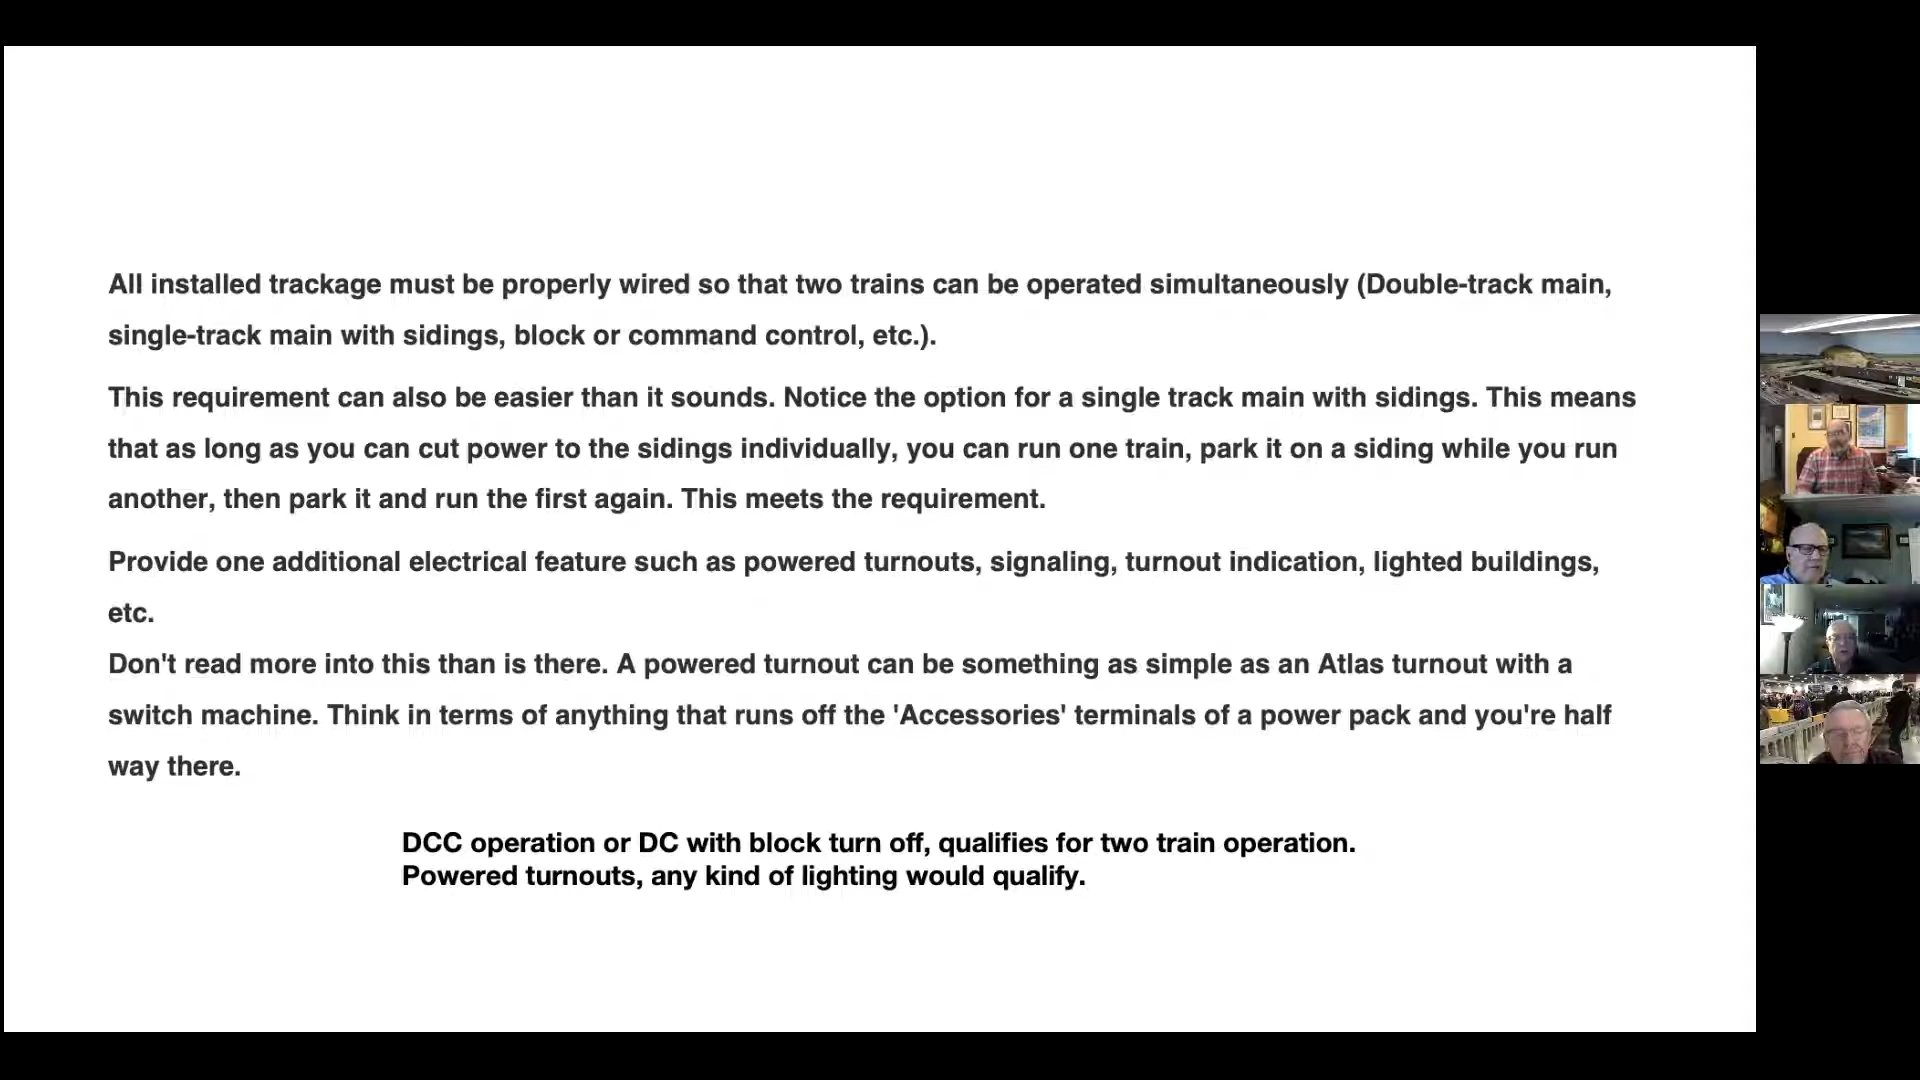 All installed trackage must be properly wired so that two trains can be operated simultaneously (Double-track main,
single-track main with sidings, block or command control, etc.).
This requirement can also be easier than it sounds. Notice the option for a single track main with sidings. This means
that as long as you can cut power to the sidings individually, you can run one train, park it on a siding while you run
another, then park it and run the first again. This meets the requirement.
Provide one additional electrical feature such as powered turnouts, signaling, turnout indication, lighted buildings,
etc.
Don't read more into this than is there. A powered turnout can be something as simple as an Atlas turnout with a
switch machine. Think in terms of anything that runs off the 'Accessories' terminals of a power pack and you're half
way there.
DCC operation or DC with block turn off, qualifies for two train operation.
Powered turnouts, any kind of lighting would qualify.